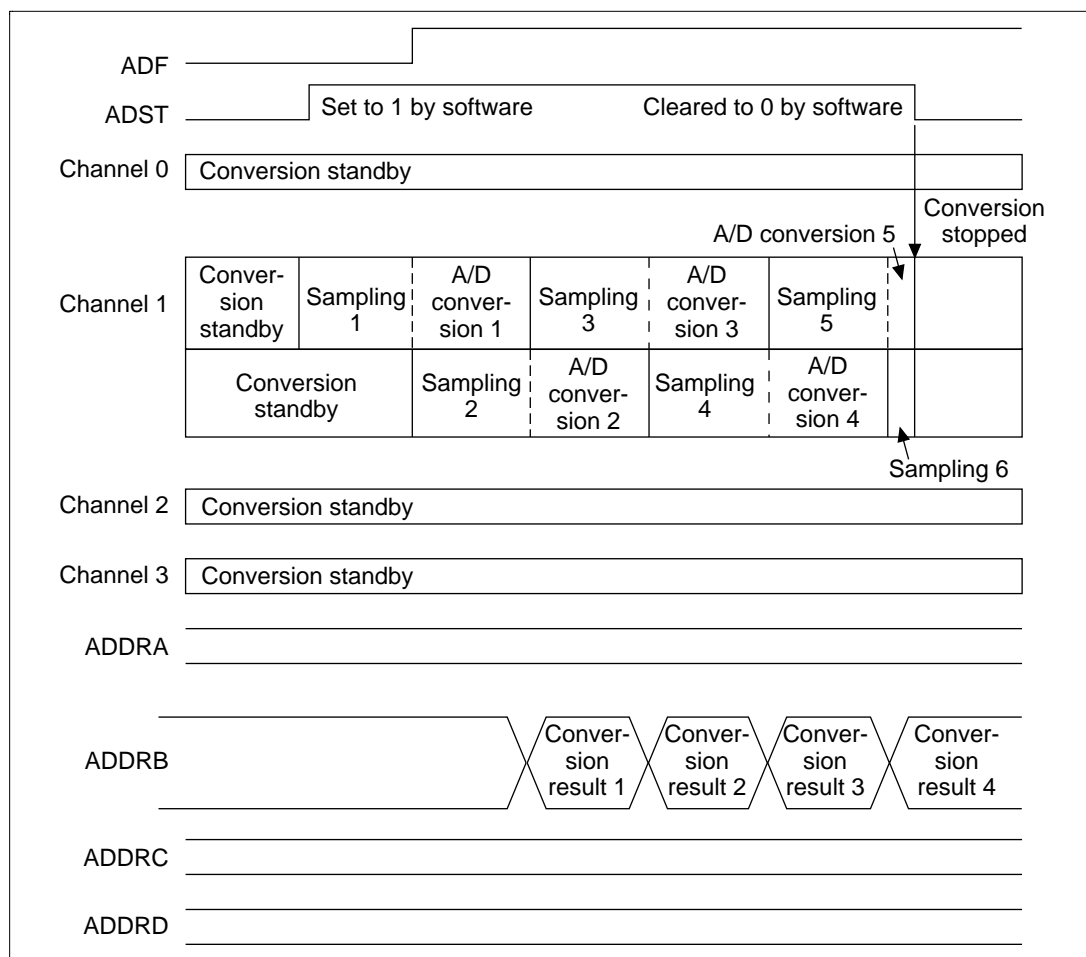 ADF
ADST
Set to 1 by software
Cleared to 0 by software
Channel 0
Conversion standby
Conversion
stopped
A/D conversion 5
Channel 1
Conver-
sion
standby
Sampling
1
A/D
conver-
sion 1
Sampling
3
A/D
conver-
sion 3
Sampling
5
Conversion
standby
Sampling
2
A/D
conver-
sion 2
Sampling
4
A/D
conver-
sion 4
Sampling 6
Channel 2
Conversion standby
Channel 3
Conversion standby
ADDRA
ADDRB
Conver-
sion
result 1
Conver-
sion
result 2
Conver-
sion
result 3
Conver-
sion
result 4
ADDRC
ADDRD